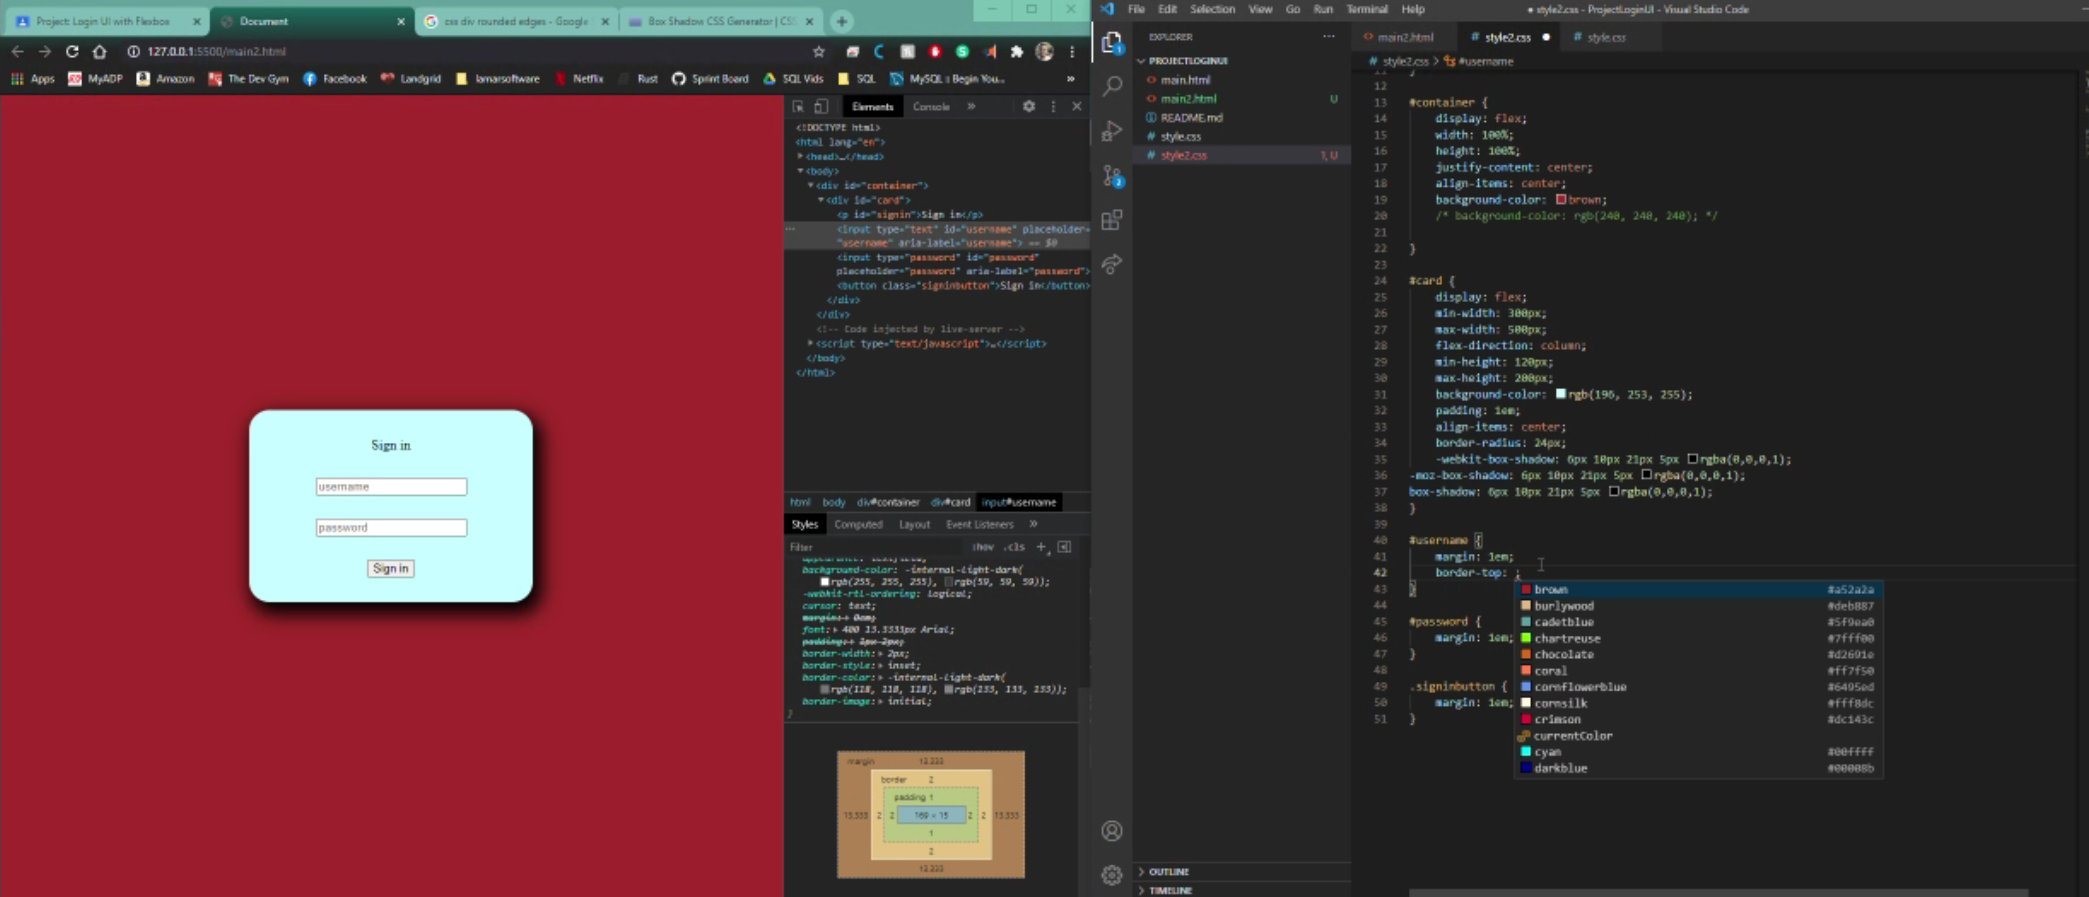 Project: Login UI with Flexbox
Document
css div rounded edges - Google
Box Shadow CSS Generator | CSS
127.0.0.1:5500/main2.html
Apps
MyADP
Amazon
The Dev Gym
Facebook
Landgrid
lamarsoftware
Netflix
Rust
Sprint Board
SQL Vids
SQL
MySQL :: Begin You...
»
Sign in
username
password
Sign in
Elements
Console
»
<!DOCTYPE html>
<html lang="en">
<head>…</head>
<body>
<div id="container">
<div id="card">
<p id="signin">Sign in</p>
<input type="text" id="username" placeholder=
"username" aria-label="username"> == $0
<input type="password" id="password"
placeholder="password" aria-label="password">
<button class="signinbutton">Sign in</button>
</div>
</div>
<!-- Code injected by live-server -->
<script type="text/javascript">…</script>
</body>
</html>
html body div#container div#card input#username
Styles
Computed
Layout
Event Listeners
»
Filter
:hov .cls +
background-color: -internal-light-dark(
rgb(255, 255, 255), rgb(59, 59, 59));
-webkit-rtl-ordering: logical;
cursor: text;
margin: 0em;
font: 400 13.3333px Arial;
padding: 1px 2px;
border-width: 2px;
border-style: inset;
border-color: -internal-light-dark(
rgb(118, 118, 118), rgb(133, 133, 133));
border-image: initial;
}
margin 13.333
border 2
padding 1
13.333 2 2 169 × 15 2 2 13.333
1
2
13.333
File Edit Selection View Go Run Terminal Help
● style2.css - ProjectLoginUI - Visual Studio Code
EXPLORER
PROJECTLOGINUI
main.html
main2.html U
README.md
style.css
style2.css 1, U
OUTLINE
TIMELINE
main2.html
style2.css
style.css
style2.css > #username
12
13 #container {
14 display: flex;
15 width: 100%;
16 height: 100%;
17 justify-content: center;
18 align-items: center;
19 background-color: brown;
20 /* background-color: rgb(240, 240, 240); */
21
22 }
23
24 #card {
25 display: flex;
26 min-width: 300px;
27 max-width: 500px;
28 flex-direction: column;
29 min-height: 120px;
30 max-height: 200px;
31 background-color: rgb(196, 253, 255);
32 padding: 1em;
33 align-items: center;
34 border-radius: 24px;
35 -webkit-box-shadow: 6px 10px 21px 5px rgba(0,0,0,1);
36 -moz-box-shadow: 6px 10px 21px 5px rgba(0,0,0,1);
37 box-shadow: 6px 10px 21px 5px rgba(0,0,0,1);
38 }
39
40 #username {
41 margin: 1em;
42 border-top: ;
43 }
44
45 #password {
46 margin: 1em;
47 }
48
49 .signinbutton {
50 margin: 1em;
51 }
brown #a52a2a
burlywood #deb887
cadetblue #5f9ea0
chartreuse #7fff00
chocolate #d2691e
coral #ff7f50
cornflowerblue #6495ed
cornsilk #fff8dc
crimson #dc143c
currentColor
cyan #00ffff
darkblue #00008b